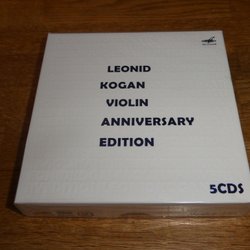 LEONID
KOGAN
VIOLIN
ANNIVERSARY
EDITION
5CDS